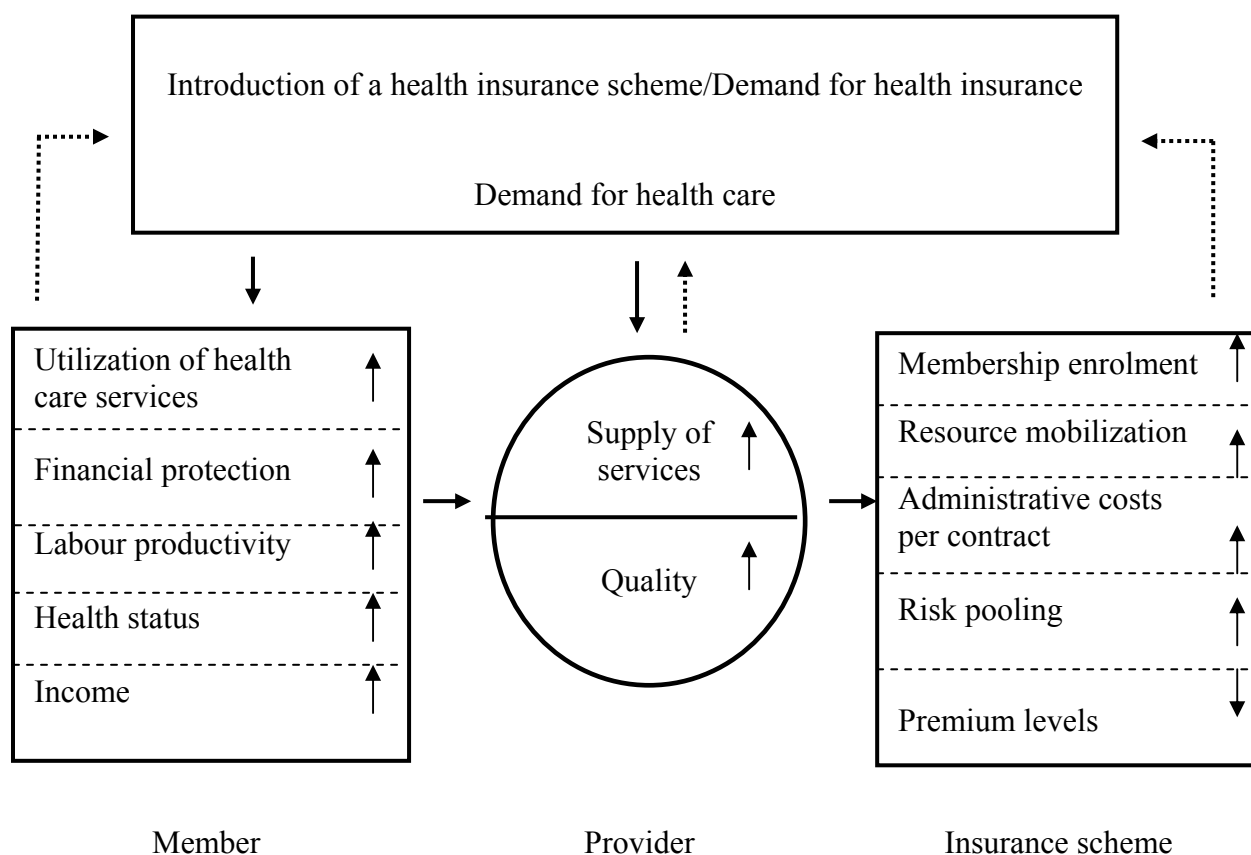 Introduction of a health insurance scheme/Demand for health insurance
Demand for health care
Utilization of health
care services
Financial protection
Labour productivity
Health status
Income
Supply of
services
Quality
Membership enrolment
Resource mobilization
Administrative costs
per contract
Risk pooling
Premium levels
Member
Provider
Insurance scheme